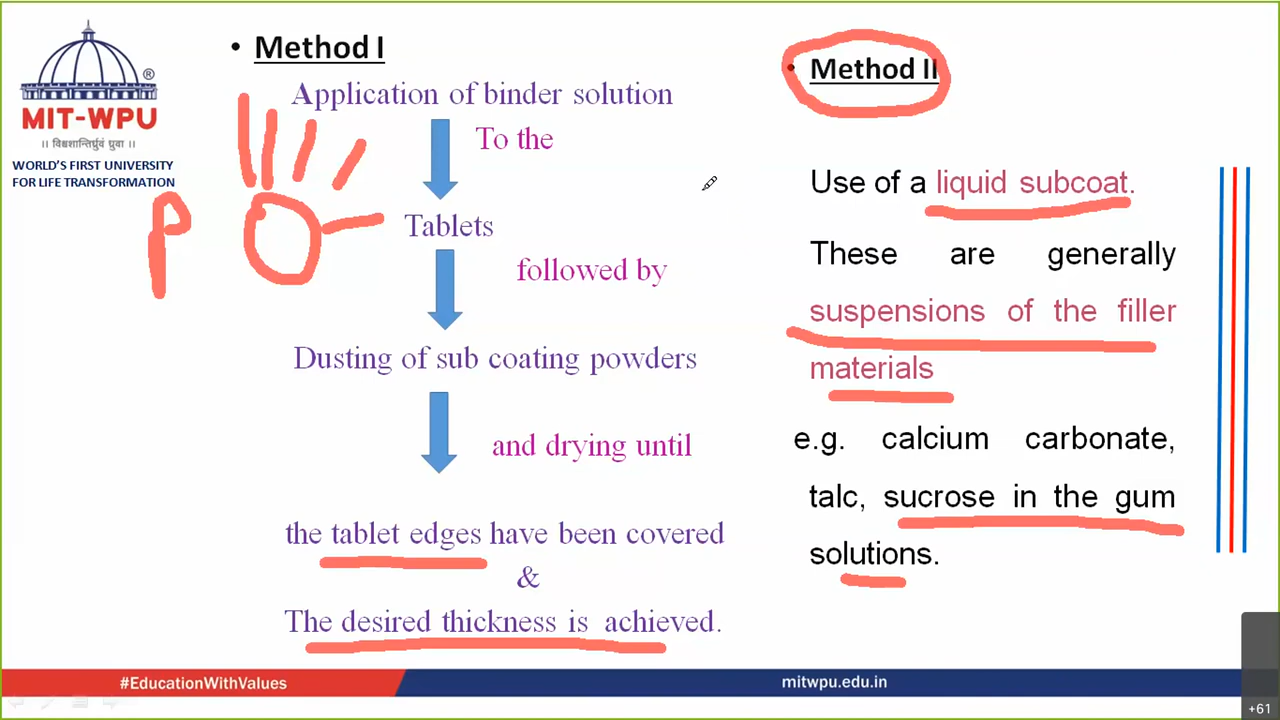 MIT-WPU
®
|| विश्वशान्तिर्ध्रुवं ध्रुवा ||
WORLD'S FIRST UNIVERSITY
FOR LIFE TRANSFORMATION
P
• Method I
Application of binder solution
To the
Tablets
followed by
Dusting of sub coating powders
and drying until
the tablet edges have been covered
&
The desired thickness is achieved.
• Method II
Use of a liquid subcoat.
These are generally
suspensions of the filler
materials
e.g. calcium carbonate,
talc, sucrose in the gum
solutions.
#EducationWithValues
mitwpu.edu.in
+61